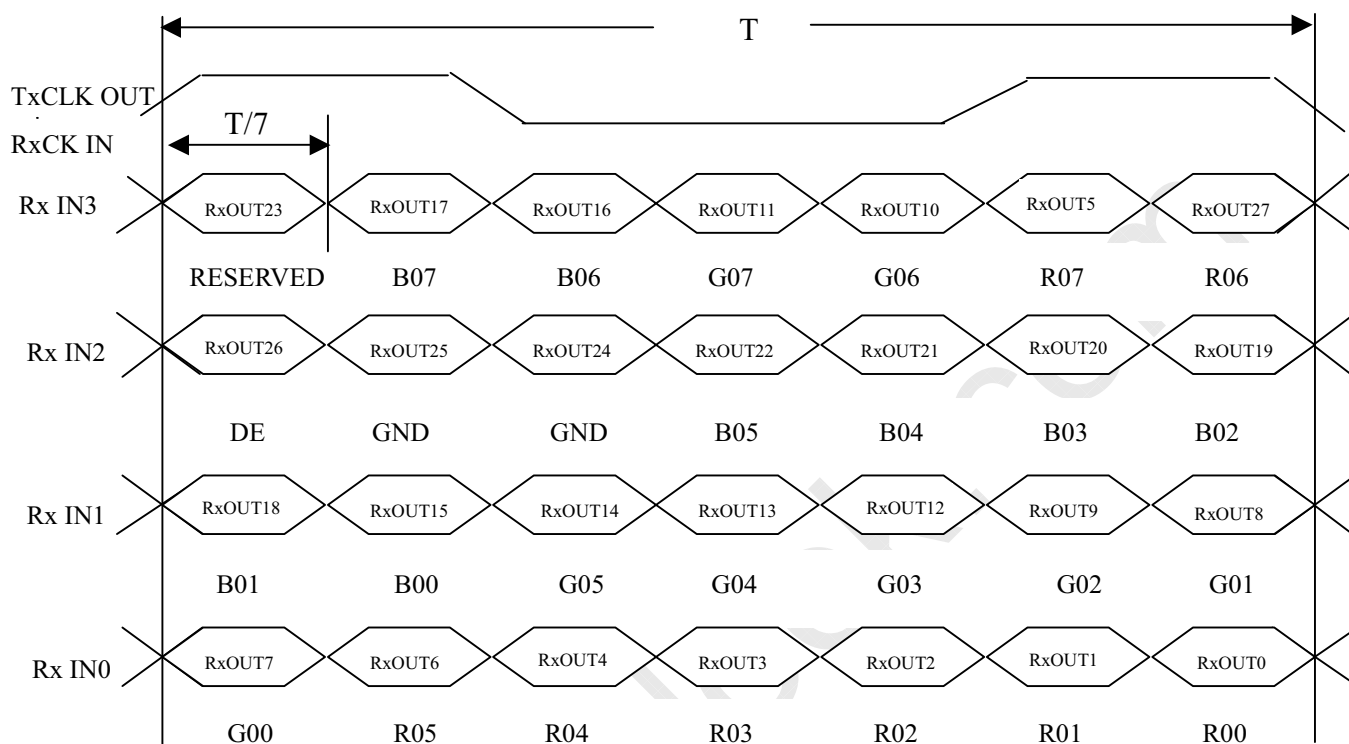 T
TxCLK OUT
T/7
RxCK IN
Rx IN3 RxOUT23 RxOUT17 RxOUT16 RxOUT11 RxOUT10 RxOUT5 RxOUT27
RESERVED B07 B06 G07 G06 R07 R06
Rx IN2 RxOUT26 RxOUT25 RxOUT24 RxOUT22 RxOUT21 RxOUT20 RxOUT19
DE GND GND B05 B04 B03 B02
Rx IN1 RxOUT18 RxOUT15 RxOUT14 RxOUT13 RxOUT12 RxOUT9 RxOUT8
B01 B00 G05 G04 G03 G02 G01
Rx IN0 RxOUT7 RxOUT6 RxOUT4 RxOUT3 RxOUT2 RxOUT1 RxOUT0
G00 R05 R04 R03 R02 R01 R00